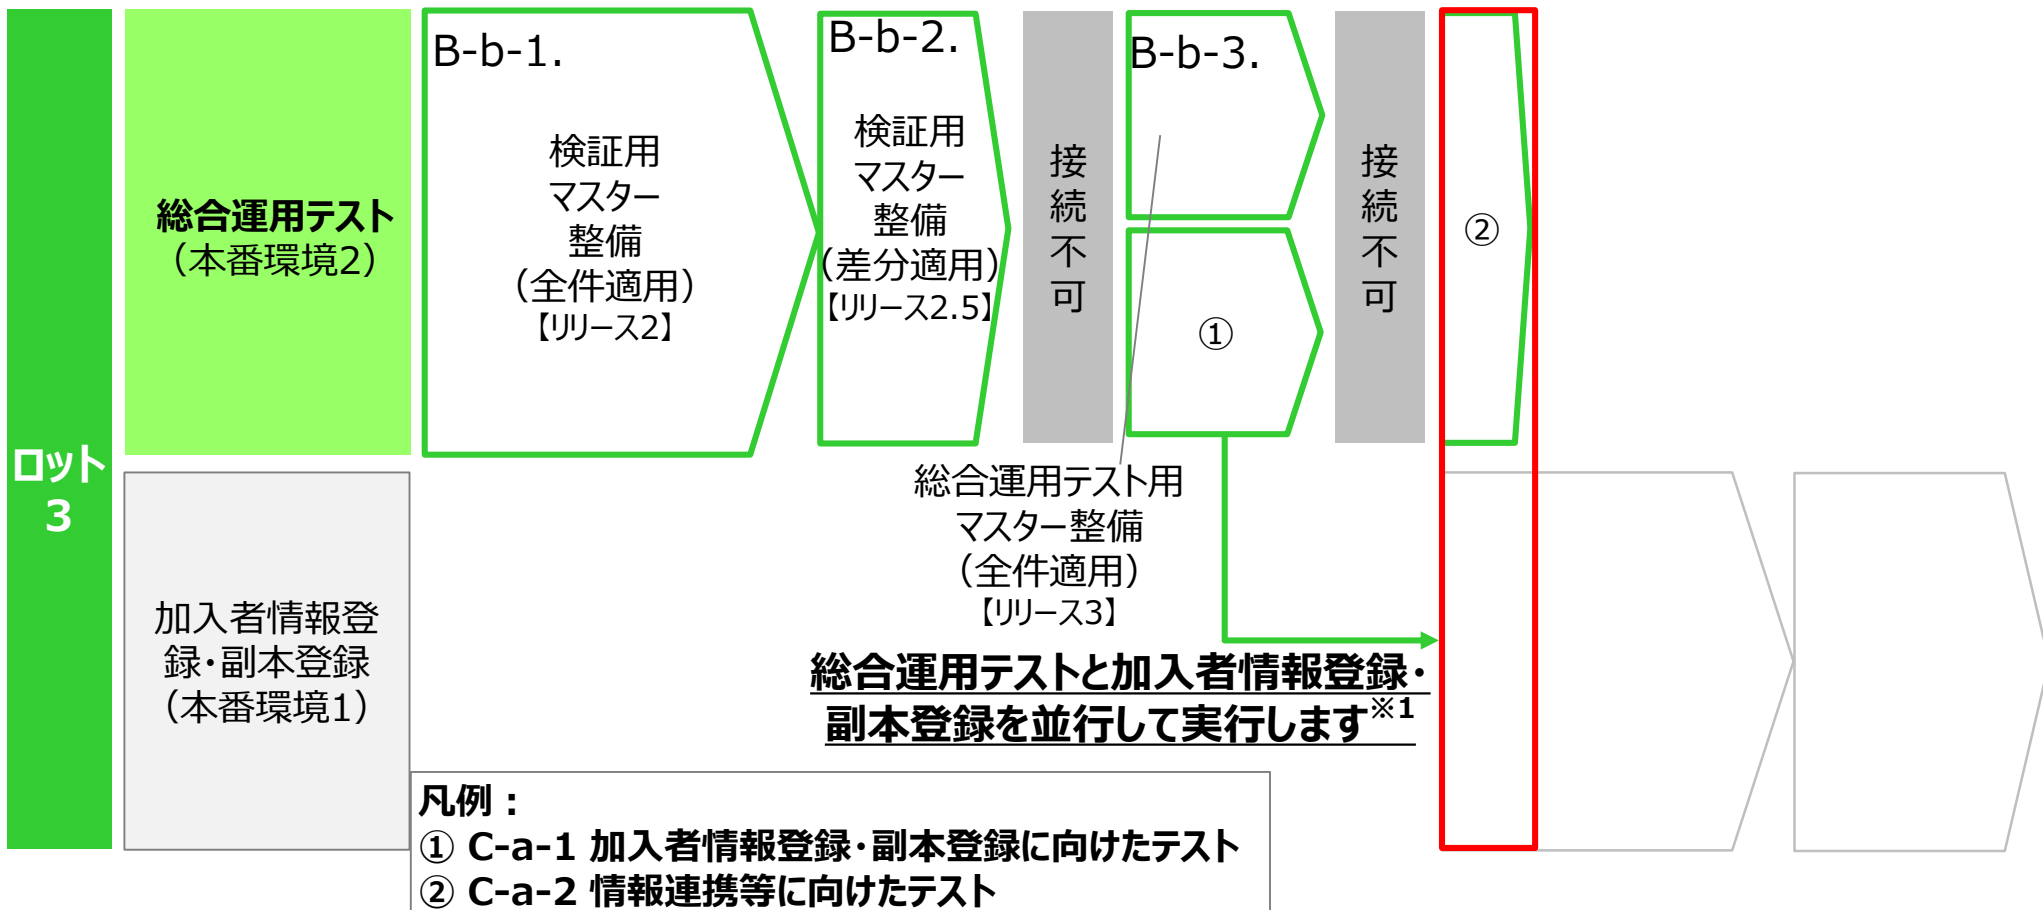 ロット
3
総合運用テスト
（本番環境2）
B-b-1.
検証用
マスター
整備
（全件適用）
【リリース2】
B-b-2.
検証用
マスター
整備
（差分適用）
【リリース2.5】
接
続
不
可
B-b-3.
①
接
続
不
可
②
総合運用テスト用
マスター整備
（全件適用）
【リリース3】
加入者情報登
録・副本登録
（本番環境1）
総合運用テストと加入者情報登録・
副本登録を並行して実行します※1
凡例：
① C-a-1 加入者情報登録・副本登録に向けたテスト
② C-a-2 情報連携等に向けたテスト